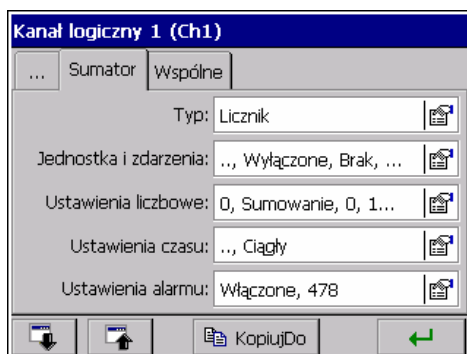 Kanał logiczny 1 (Ch1)
... Sumator Wspólne
Typ: Licznik
Jednostka i zdarzenia: .., Wyłączone, Brak, ...
Ustawienia liczbowe: 0, Sumowanie, 0, 1...
Ustawienia czasu: .., Ciągły
Ustawienia alarmu: Włączone, 478
KopiujDo